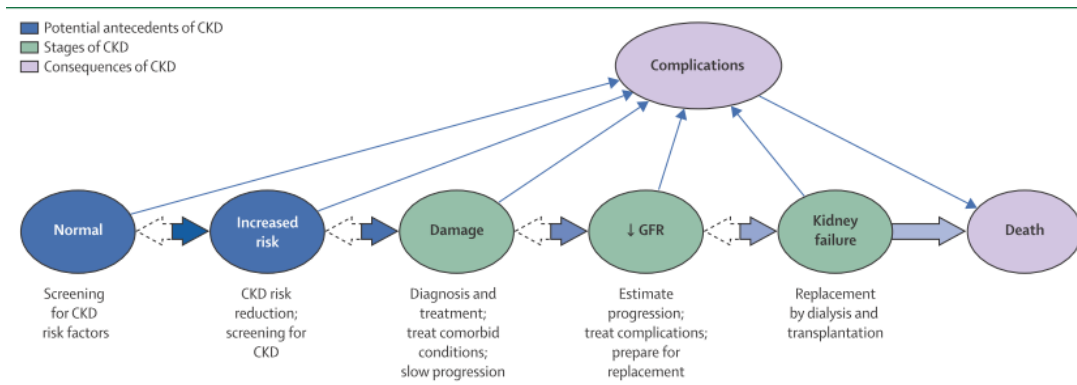 Potential antecedents of CKD
Stages of CKD
Consequences of CKD
Complications
Normal
Increased
risk
Damage
↓ GFR
Kidney
failure
Death
Screening
for CKD
risk factors
CKD risk
reduction;
screening for
CKD
Diagnosis and
treatment;
treat comorbid
conditions;
slow progression
Estimate
progression;
treat complications;
prepare for
replacement
Replacement
by dialysis and
transplantation